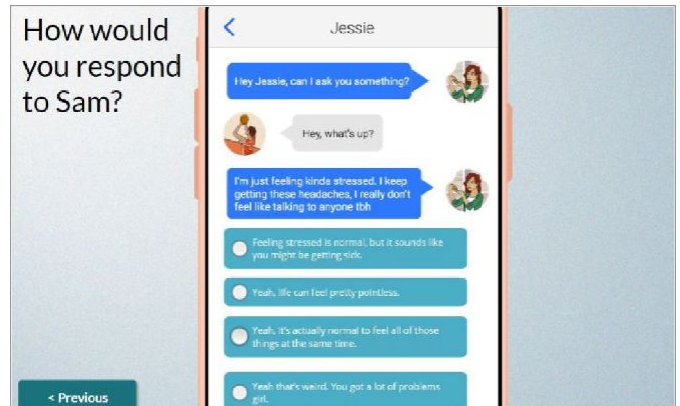 How would
you respond
to Sam?
Jessie
Hey Jessie, can I ask you something?
Hey, what's up?
I'm just feeling kinda stressed. I keep
getting these headaches, I really don't
feel like talking to anyone tbh
Feeling stressed is normal, but it sounds like
you might be getting sick.
Yeah, life can feel pretty pointless.
Yeah, it's actually normal to feel all of those
things at the same time.
Yeah that's weird. You got a lot of problems
girl.
< Previous